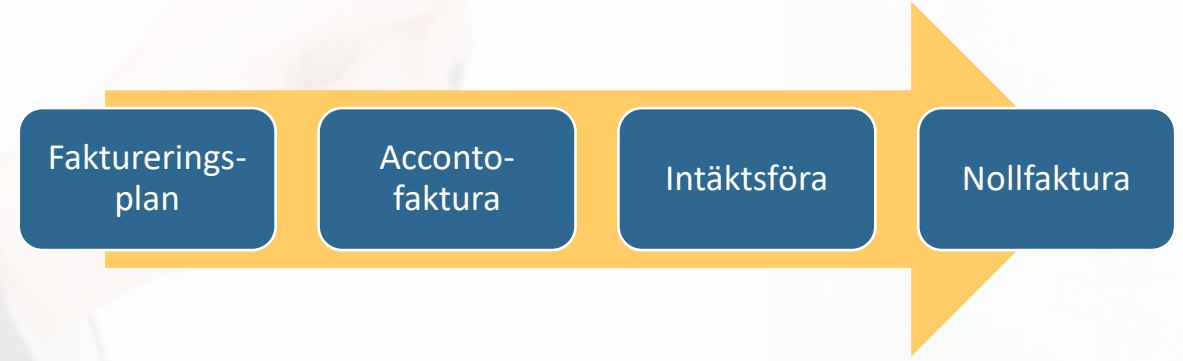 Fakturerings-
plan
Acconto-
faktura
Intäktsföra
Nollfaktura